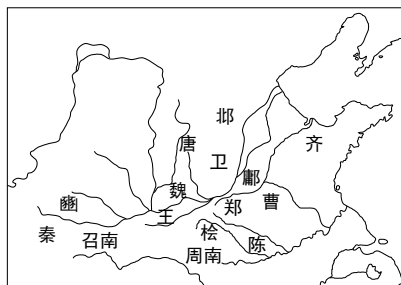 邶
唐
齐
卫
鄘
魏
曹
豳
郑
王
桧
秦
召南
陈
周南